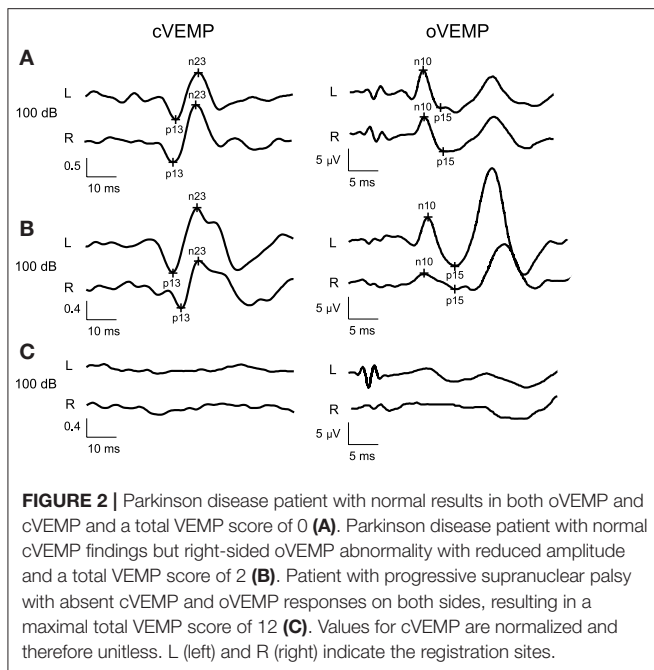 cVEMP oVEMP
A
n23 n10
L L
n23 p15
100 dB p13 n10
R R
p15
0.5 p13 5 µV
10 ms 5 ms
B
n23 n10
L L
n23 p15
100 dB p13 n10
R R
p15
0.4 p13 5 µV
10 ms 5 ms
C
L L
100 dB
R R
0.4 5 µV
10 ms 5 ms
FIGURE 2 | Parkinson disease patient with normal results in both oVEMP and
cVEMP and a total VEMP score of 0 (A). Parkinson disease patient with normal
cVEMP findings but right-sided oVEMP abnormality with reduced amplitude
and a total VEMP score of 2 (B). Patient with progressive supranuclear palsy
with absent cVEMP and oVEMP responses on both sides, resulting in a
maximal total VEMP score of 12 (C). Values for cVEMP are normalized and
therefore unitless. L (left) and R (right) indicate the registration sites.